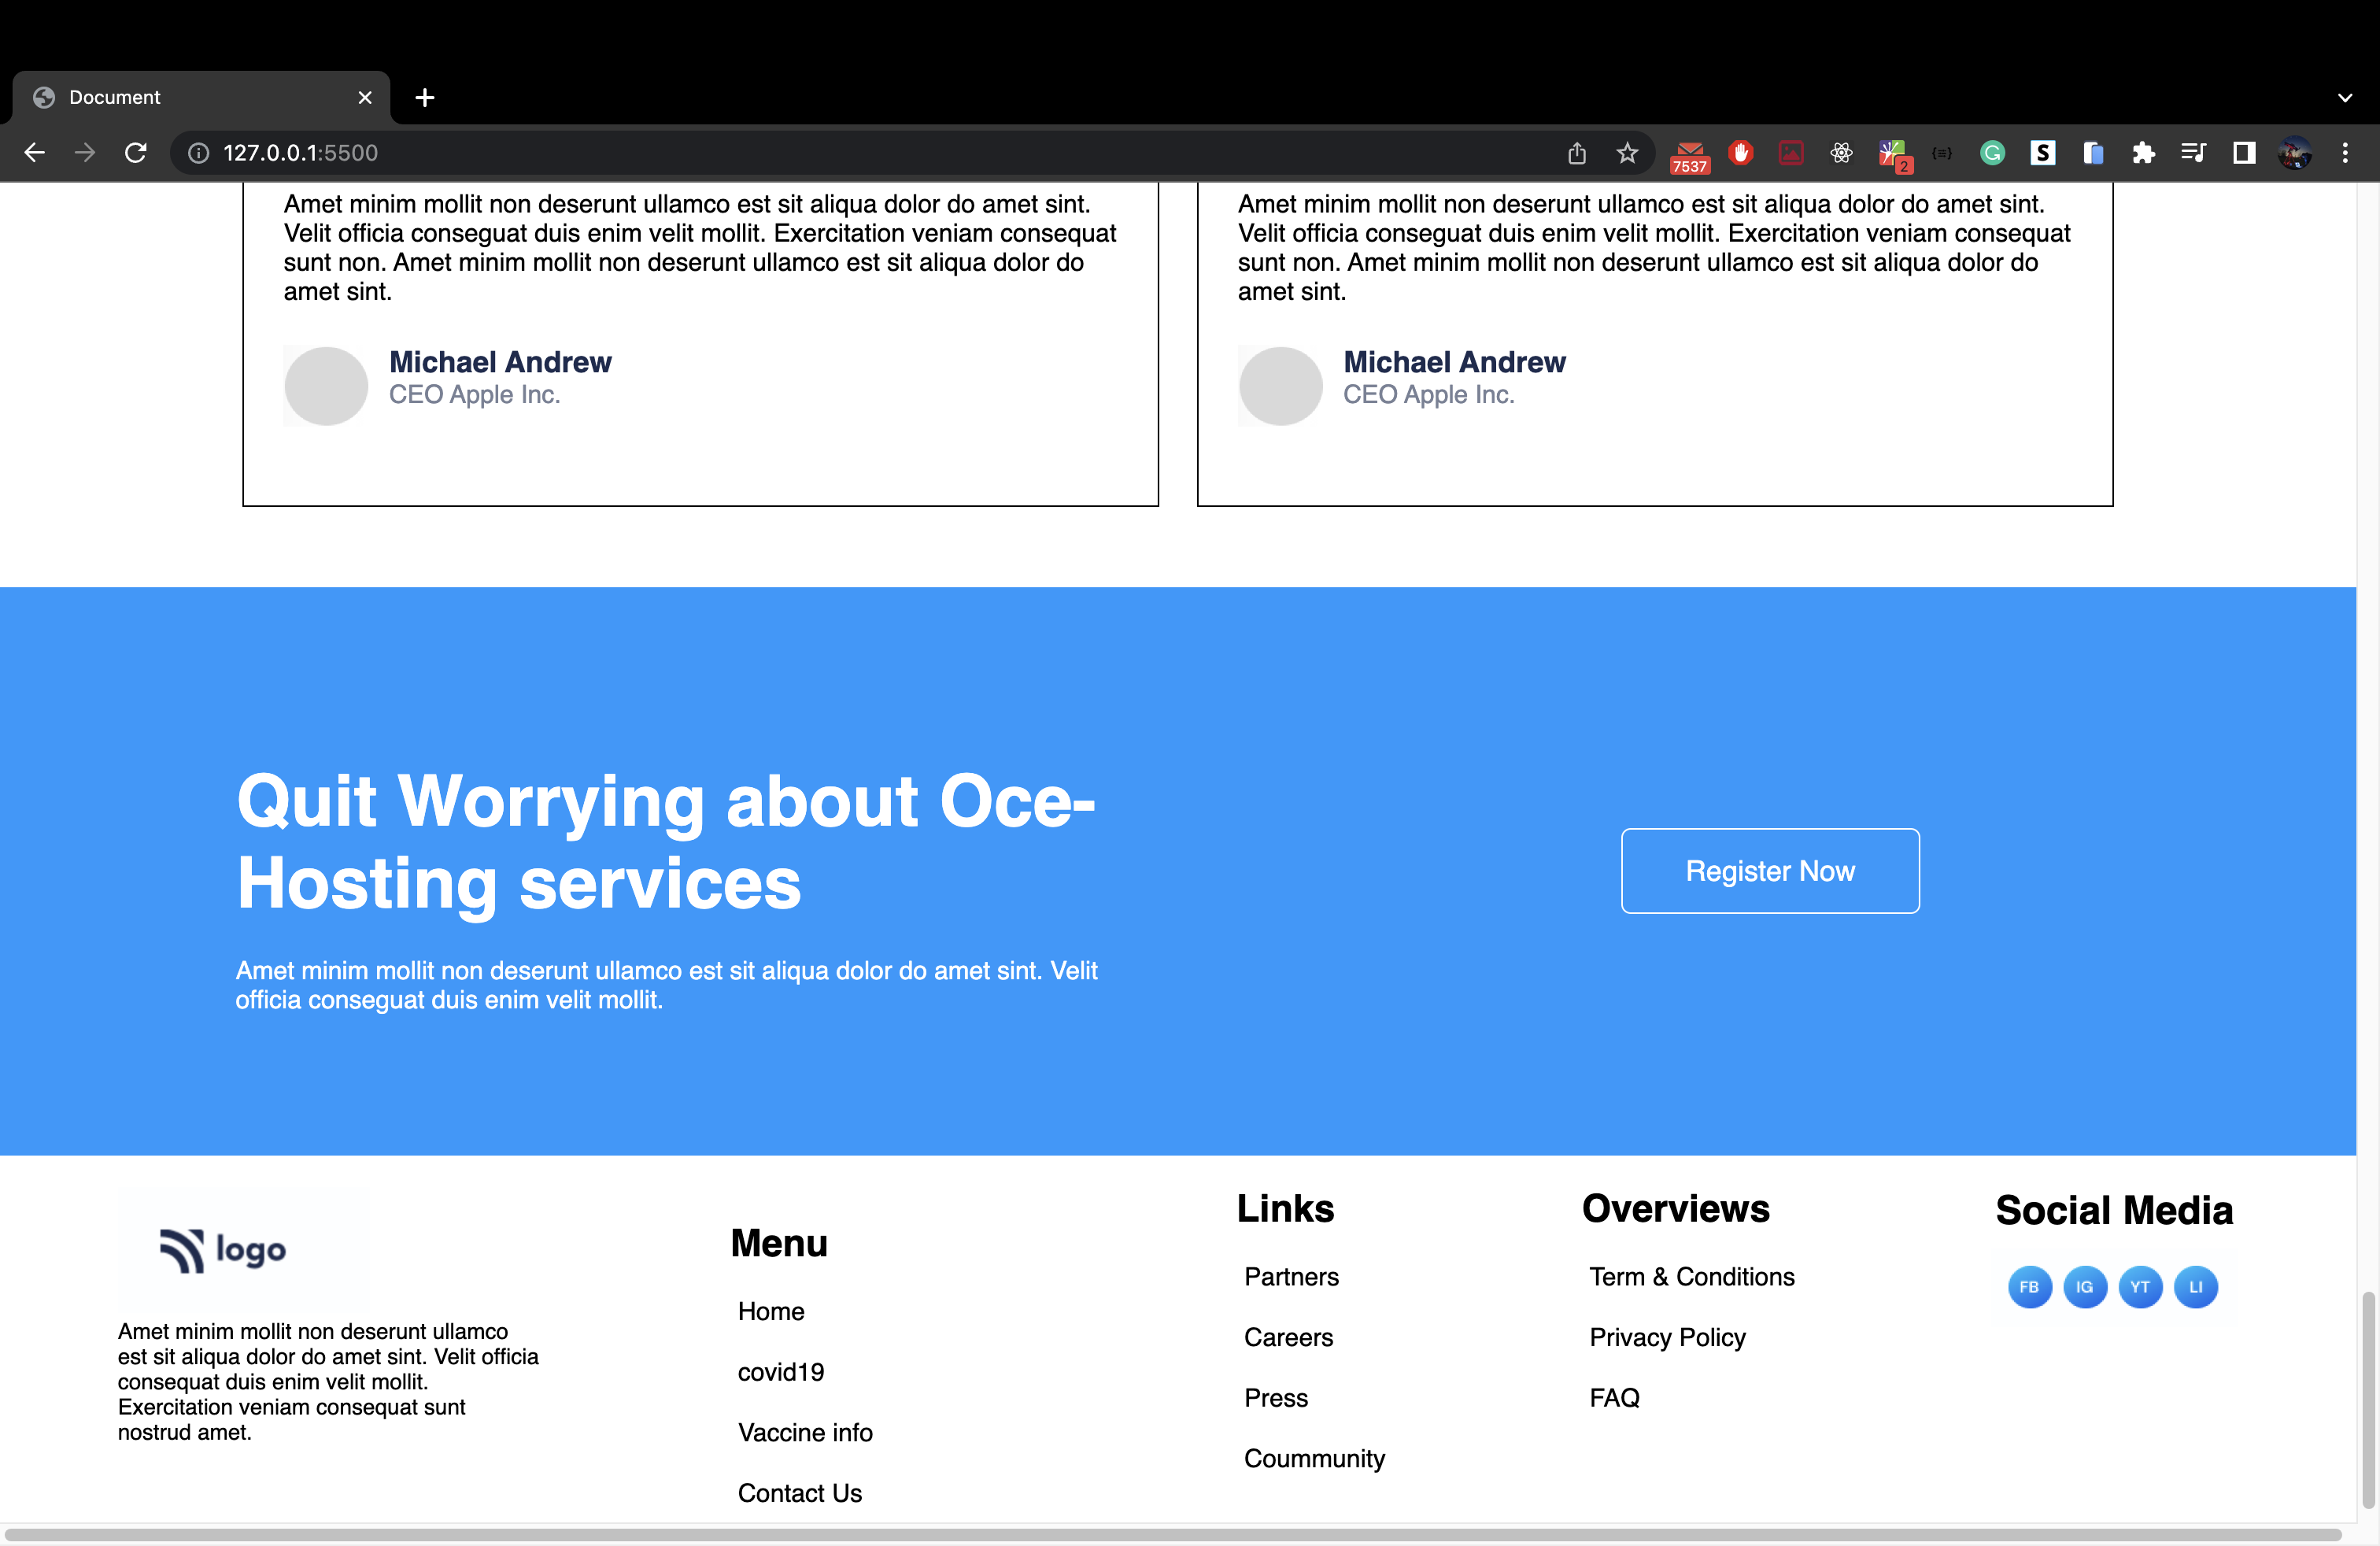 Document
127.0.0.1:5500
7537
2
Amet minim mollit non deserunt ullamco est sit aliqua dolor do amet sint.
Velit officia conseguat duis enim velit mollit. Exercitation veniam consequat
sunt non. Amet minim mollit non deserunt ullamco est sit aliqua dolor do
amet sint.
Michael Andrew
CEO Apple Inc.
Amet minim mollit non deserunt ullamco est sit aliqua dolor do amet sint.
Velit officia conseguat duis enim velit mollit. Exercitation veniam consequat
sunt non. Amet minim mollit non deserunt ullamco est sit aliqua dolor do
amet sint.
Michael Andrew
CEO Apple Inc.
Quit Worrying about Oce-
Hosting services
Amet minim mollit non deserunt ullamco est sit aliqua dolor do amet sint. Velit
officia conseguat duis enim velit mollit.
Register Now
logo
Amet minim mollit non deserunt ullamco
est sit aliqua dolor do amet sint. Velit officia
consequat duis enim velit mollit.
Exercitation veniam consequat sunt
nostrud amet.
Menu
Home
covid19
Vaccine info
Contact Us
Links
Partners
Careers
Press
Coummunity
Overviews
Term & Conditions
Privacy Policy
FAQ
Social Media
FB IG YT LI